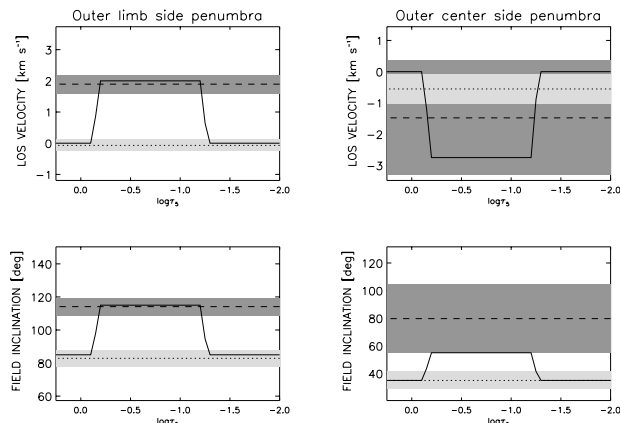 Outer limb side penumbra
LOS VELOCITY [km s⁻¹]
3
2
1
0
−1
0.0 −0.5 −1.0 −1.5 −2.0
logτ₅
Outer center side penumbra
LOS VELOCITY [km s⁻¹]
0
−1
−2
−3
0.0 −0.5 −1.0 −1.5 −2.0
logτ₅
FIELD INCLINATION [deg]
140
120
100
80
60
0.0 −0.5 −1.0 −1.5 −2.0
FIELD INCLINATION [deg]
120
100
80
60
40
0.0 −0.5 −1.0 −1.5 −2.0